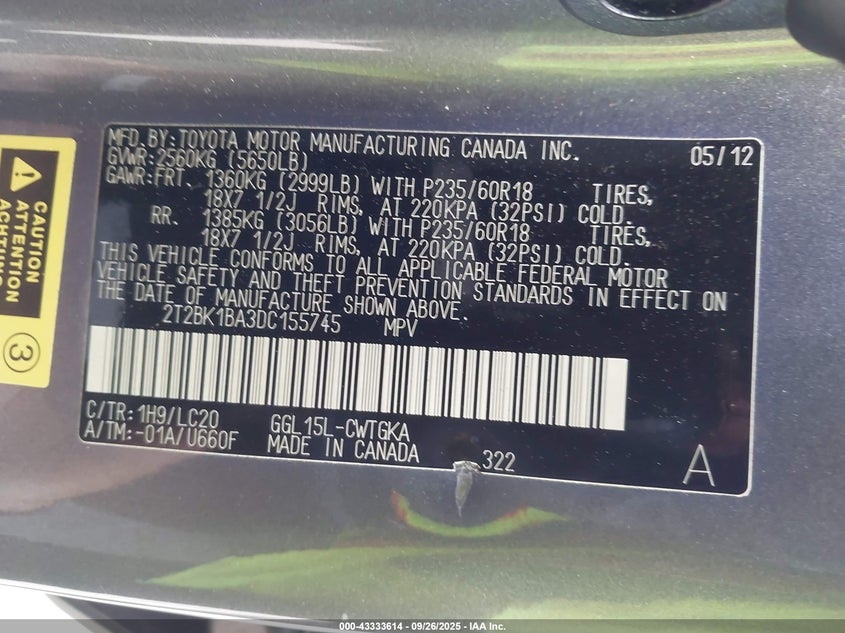 MFD. BY: TOYOTA MOTOR MANUFACTURING CANADA INC. 05/12
GVWR: 2560KG (5650LB)
GAWR: FRT. 1360KG (2999LB) WITH P235/60R18 TIRES,
18X7 1/2J RIMS, AT 220KPA (32PSI) COLD.
RR. 1385KG (3056LB) WITH P235/60R18 TIRES,
18X7 1/2J RIMS, AT 220KPA (32PSI) COLD.
THIS VEHICLE CONFORMS TO ALL APPLICABLE FEDERAL MOTOR
VEHICLE SAFETY AND THEFT PREVENTION STANDARDS IN EFFECT ON
THE DATE OF MANUFACTURE SHOWN ABOVE.
2T2BK1BA3DC155745 MPV
C/TR: 1H9/LC20 GGL15L-CWTGKA
A/TM: -01A/U660F MADE IN CANADA 322 A
CAUTION
ATTENTION
ACHTUNG
3
000-43333614 - 09/26/2025 - IAA Inc.